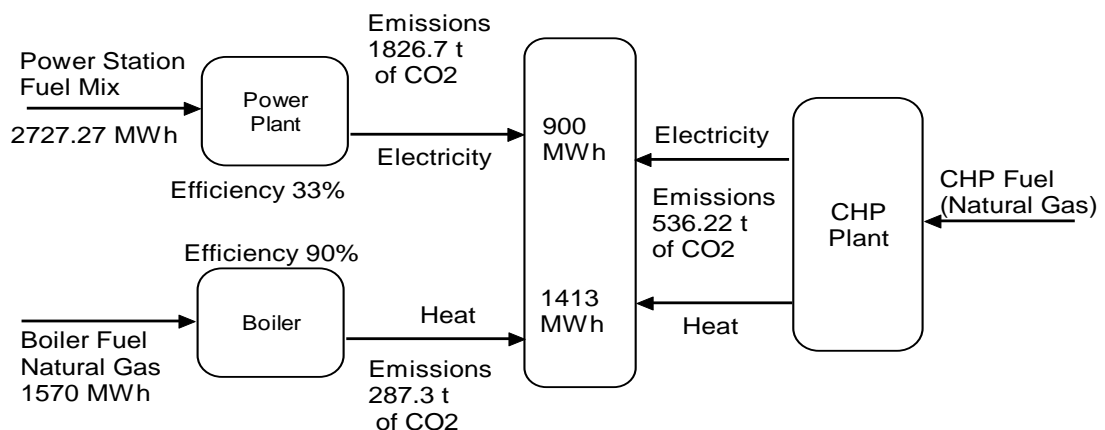 Power Station
Fuel Mix
2727.27 MWh
Power
Plant
Efficiency 33%
Emissions
1826.7 t
of CO2
Electricity
Efficiency 90%
Boiler Fuel
Natural Gas
1570 MWh
Boiler
Heat
Emissions
287.3 t
of CO2
900
MWh
1413
MWh
Electricity
Emissions
536.22 t
of CO2
Heat
CHP
Plant
CHP Fuel
(Natural Gas)